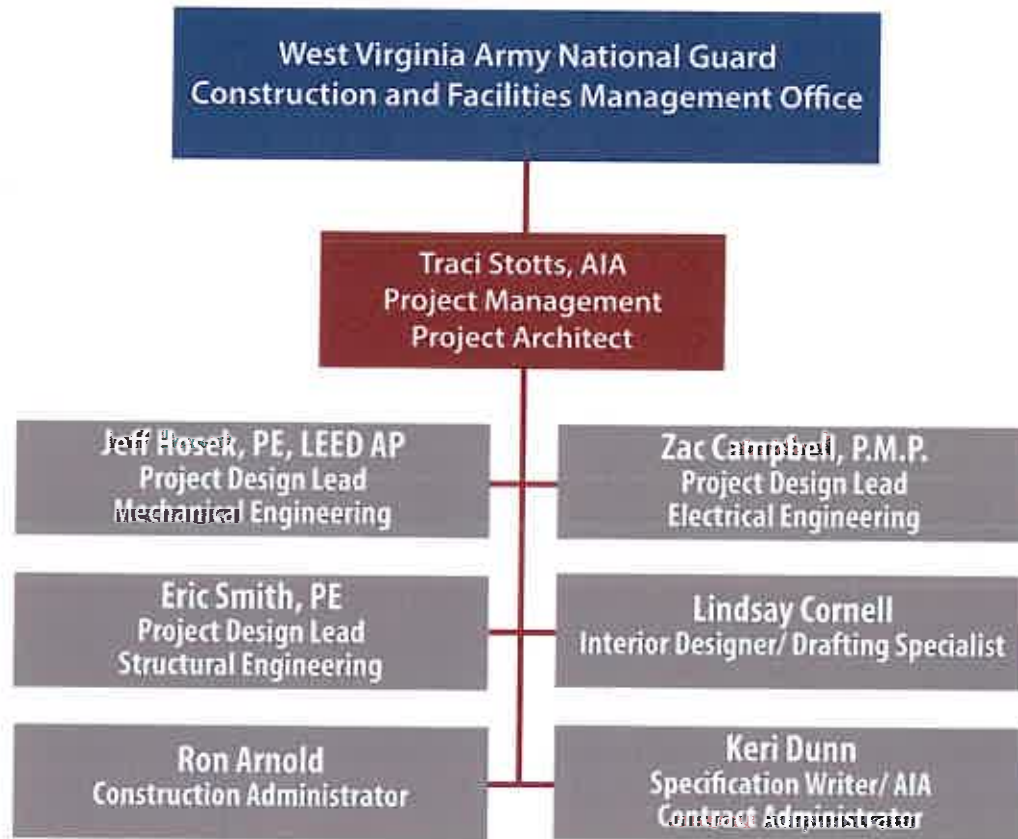 West Virginia Army National Guard
Construction and Facilities Management Office
Traci Stotts, AIA
Project Management
Project Architect
Jeff Hosek, PE, LEED AP
Project Design Lead
Mechanical Engineering
Zac Campbell, P.M.P.
Project Design Lead
Electrical Engineering
Eric Smith, PE
Project Design Lead
Structural Engineering
Lindsay Cornell
Interior Designer/ Drafting Specialist
Ron Arnold
Construction Administrator
Keri Dunn
Specification Writer/ AIA
Contract Administrator